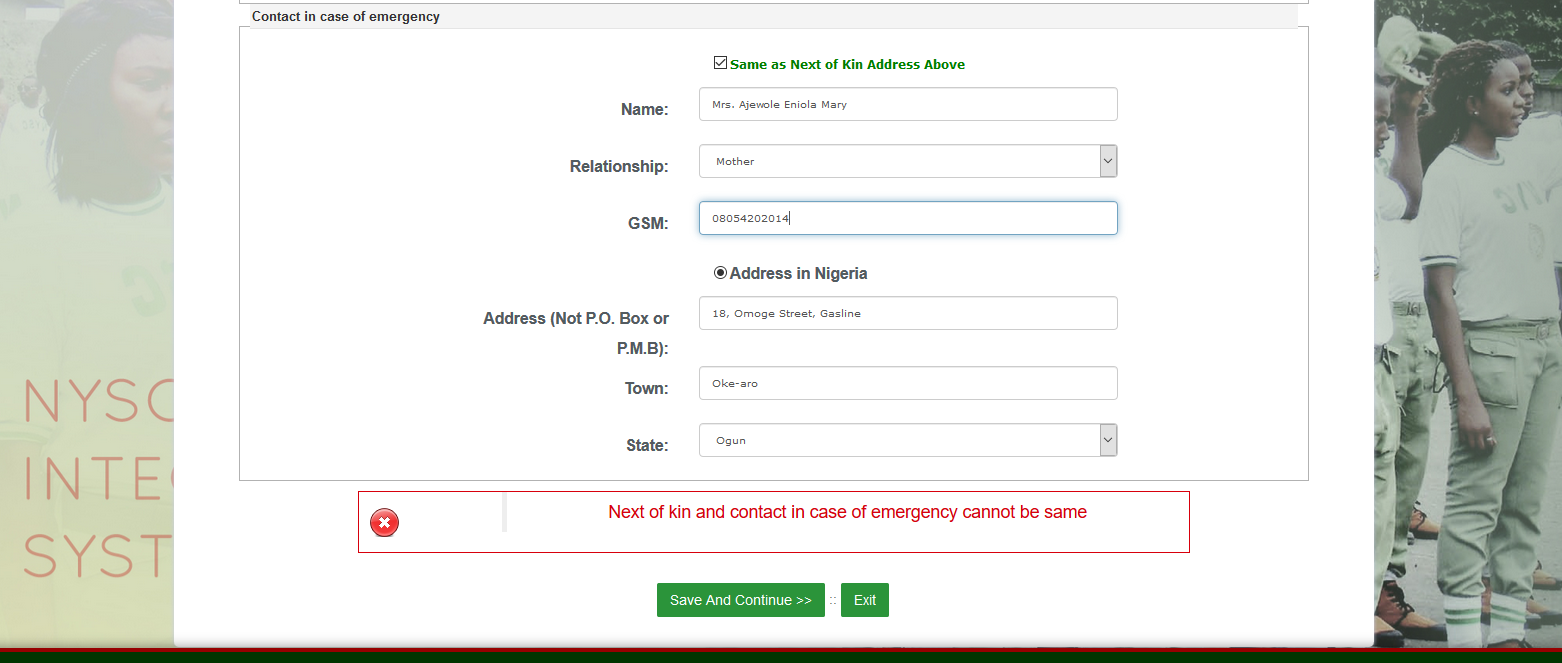 Contact in case of emergency
Same as Next of Kin Address Above
Name: Mrs. Ajewole Eniola Mary
Relationship: Mother
GSM: 08054202014
Address in Nigeria
Address (Not P.O. Box or 18, Omoge Street, Gasline
P.M.B):
Town: Oke-aro
State: Ogun
NYSC
INTE
SYST
Next of kin and contact in case of emergency cannot be same
Save And Continue >> :: Exit